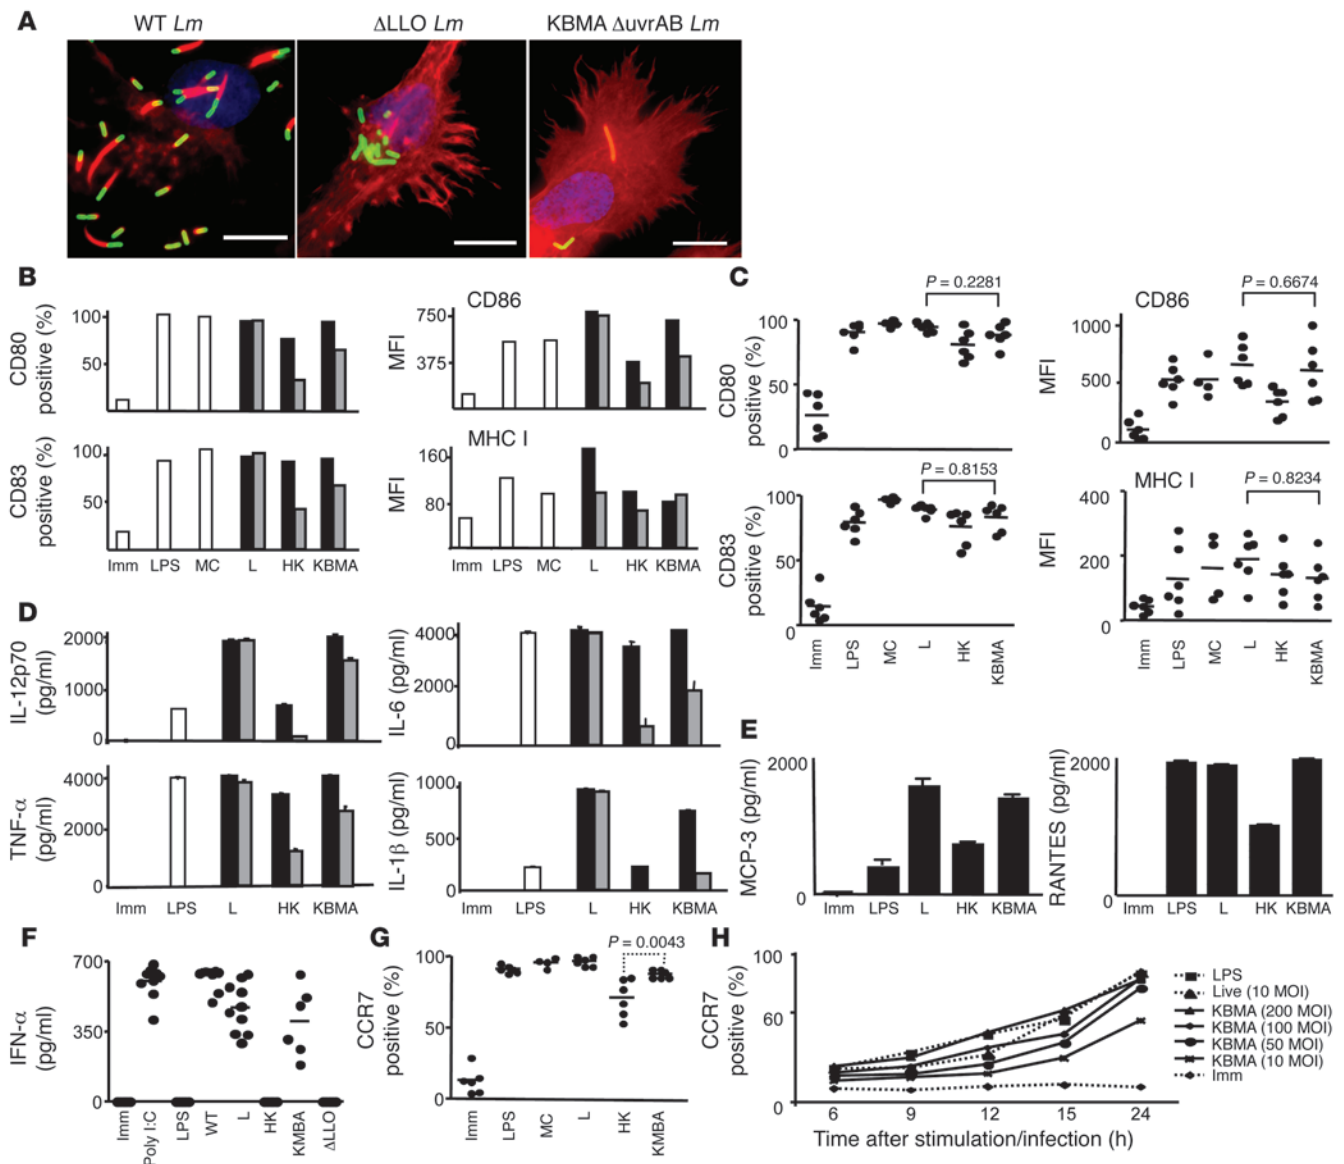 A
WT Lm
ΔLLO Lm
KBMA ΔuvrAB Lm
B
CD80 positive (%)
100
50
CD86
MFI
750
375
CD83 positive (%)
100
50
Imm LPS MC L HK KBMA
MHC I
MFI
160
80
Imm LPS MC L HK KBMA
C
CD80 positive (%)
100
50
0
P = 0.2281
CD86
MFI
1000
500
0
P = 0.6674
CD83 positive (%)
100
50
0
P = 0.8153
Imm LPS MC L HK KBMA
MHC I
MFI
400
200
0
P = 0.8234
Imm LPS MC L HK KBMA
D
IL-12p70 (pg/ml)
2000
1000
0
IL-6 (pg/ml)
4000
2000
0
TNF-α (pg/ml)
4000
2000
0
Imm LPS L HK KBMA
IL-1β (pg/ml)
1000
500
0
Imm LPS L HK KBMA
E
MCP-3 (pg/ml)
2000
0
Imm LPS L HK KBMA
RANTES (pg/ml)
2000
0
Imm LPS L HK KBMA
F
IFN-α (pg/ml)
700
350
0
Imm Poly I:C LPS WT L HK KMBA ΔLLO
G
CCR7 positive (%)
100
50
0
P = 0.0043
Imm LPS MC L HK KMBA
H
CCR7 positive (%)
100
60
0
6 9 12 15 24
Time after stimulation/infection (h)
LPS
Live (10 MOI)
KBMA (200 MOI)
KBMA (100 MOI)
KBMA (50 MOI)
KBMA (10 MOI)
Imm